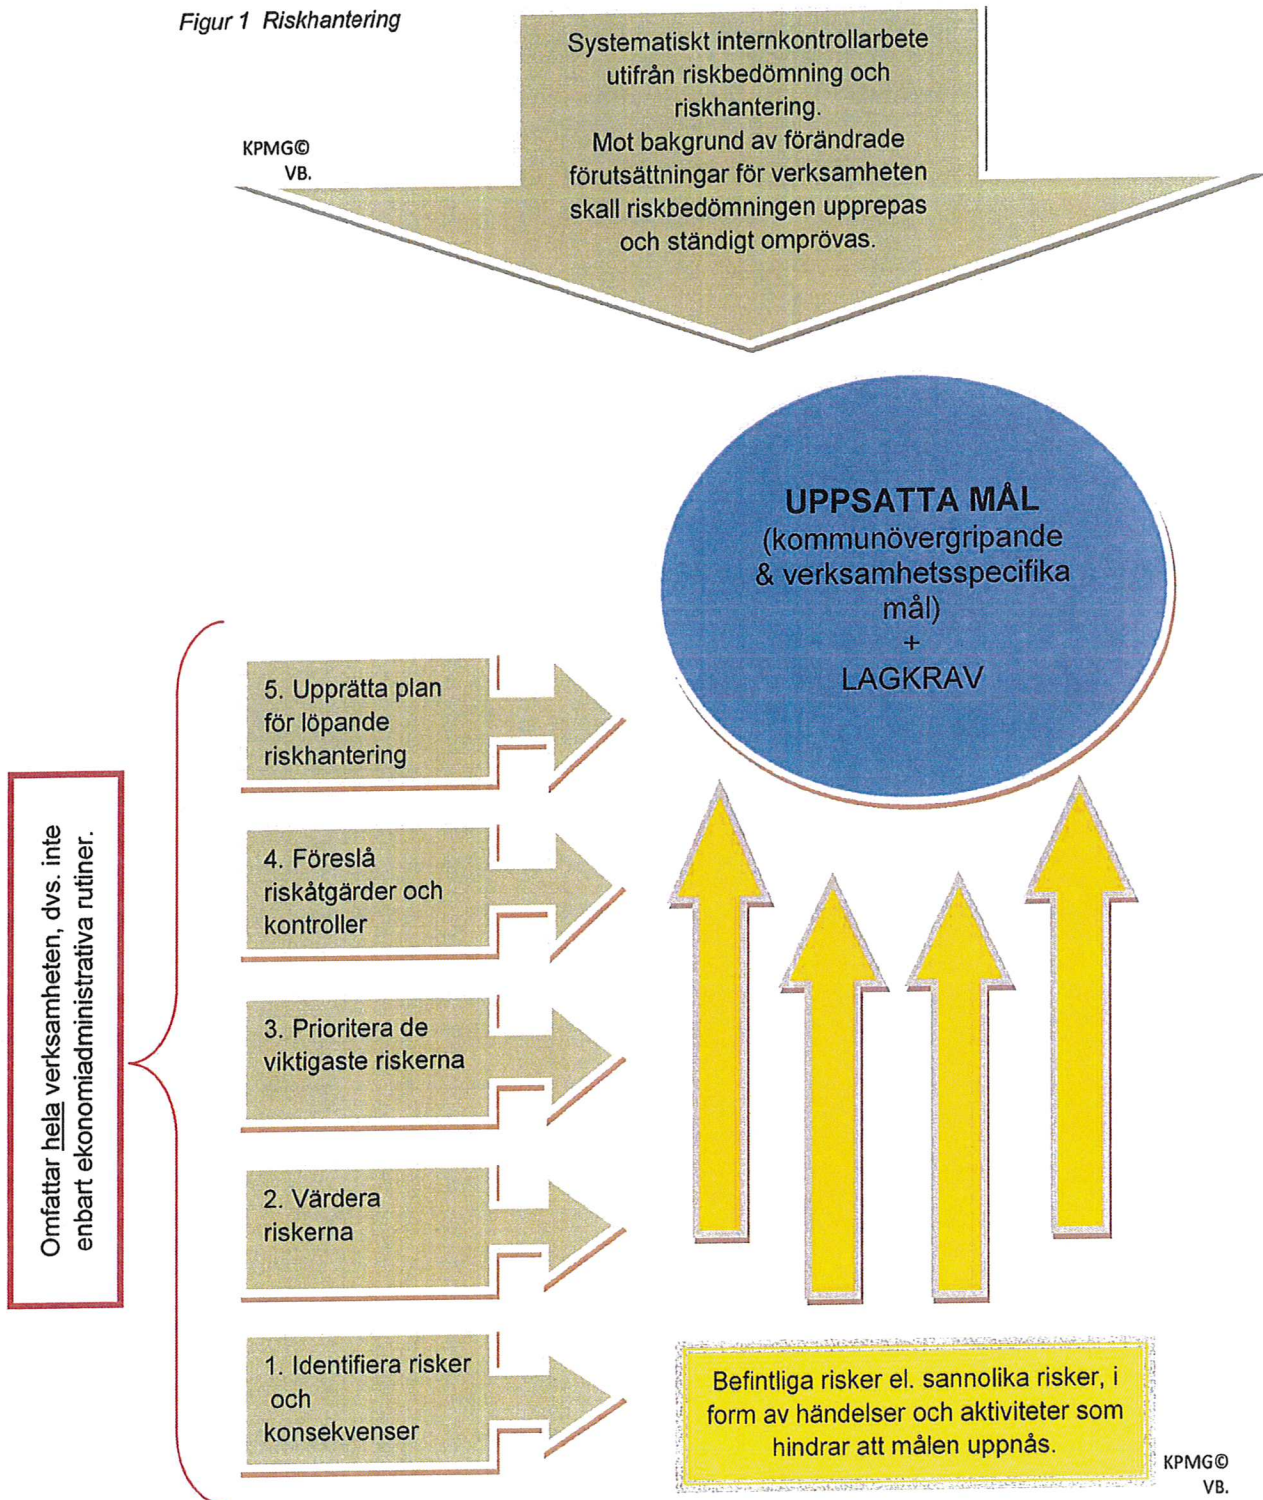 Figur 1 Riskhantering
Systematiskt internkontrollarbete
utifrån riskbedömning och
riskhantering.
Mot bakgrund av förändrade
förutsättningar för verksamheten
skall riskbedömningen upprepas
och ständigt omprövas.
KPMG©
VB.
UPPSATTA MÅL
(kommunövergripande
& verksamhetsspecifika
mål)
+
LAGKRAV
Omfattar hela verksamheten, dvs. inte
enbart ekonomiadministrativa rutiner.
5. Upprätta plan
för löpande
riskhantering
4. Föreslå
riskåtgärder och
kontroller
3. Prioritera de
viktigaste riskerna
2. Värdera
riskerna
1. Identifiera risker
och
konsekvenser
Befintliga risker el. sannolika risker, i
form av händelser och aktiviteter som
hindrar att målen uppnås.
KPMG©
VB.